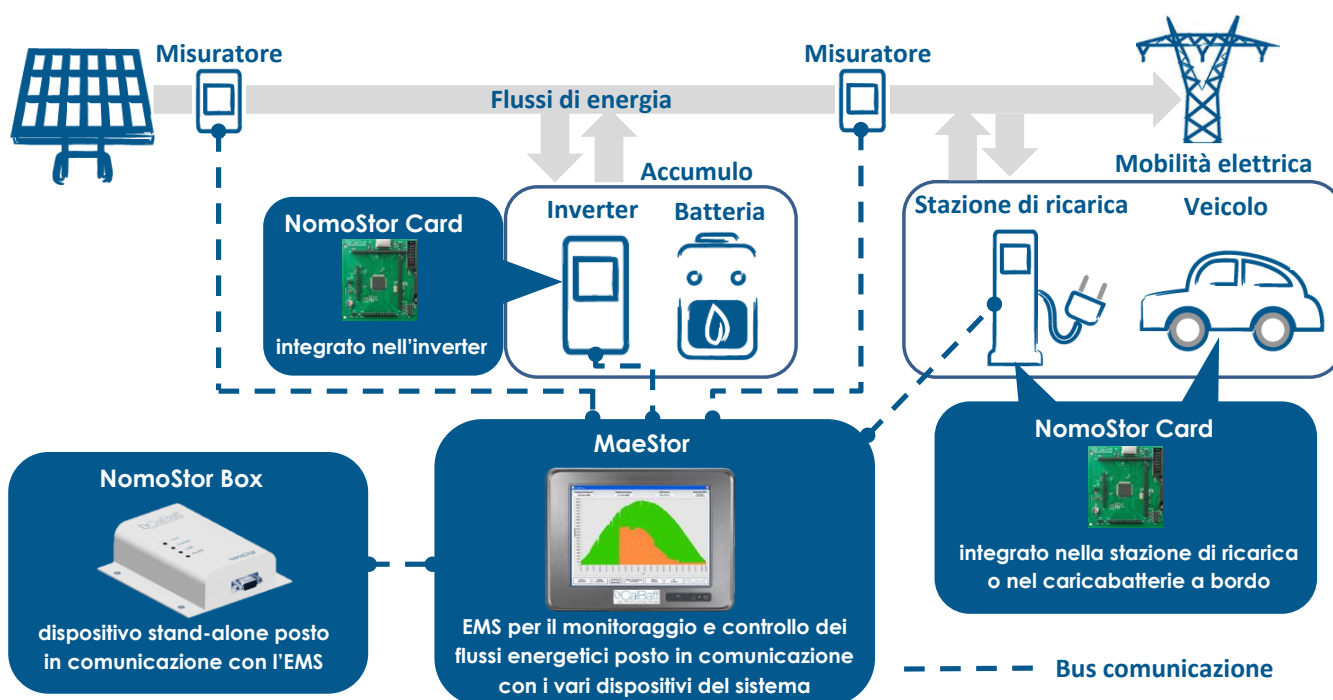 Misuratore
Misuratore
Flussi di energia
Mobilità elettrica
Accumulo
Inverter
Batteria
Stazione di ricarica
Veicolo
NomoStor Card
integrato nell'inverter
MaeStor
NomoStor Card
NomoStor Box
integrato nella stazione di ricarica
o nel caricabatterie a bordo
CalBatt
dispositivo stand-alone posto
in comunicazione con l'EMS
EMS per il monitoraggio e controllo dei
flussi energetici posto in comunicazione
con i vari dispositivi del sistema
Bus comunicazione